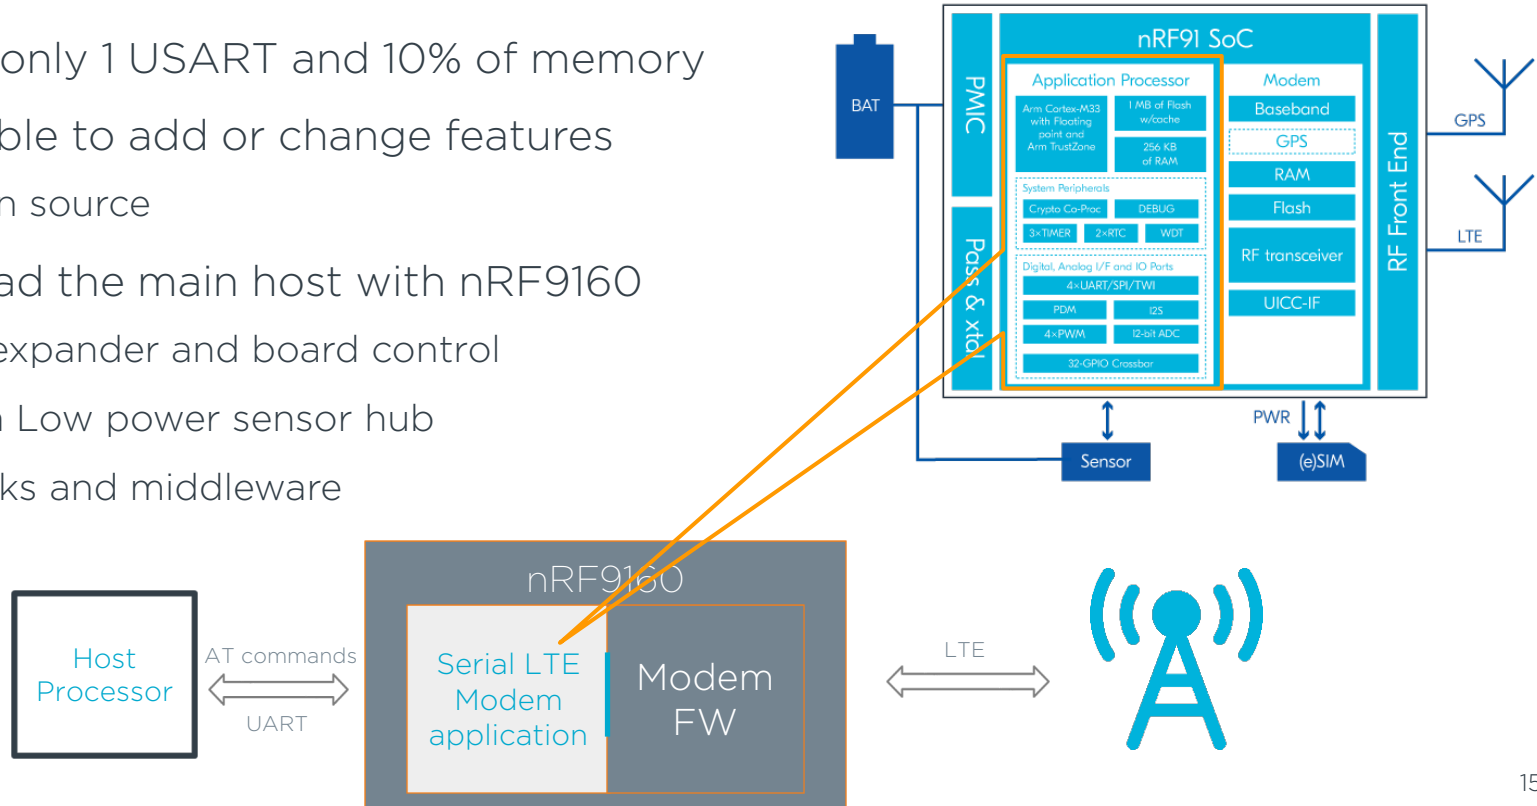 only 1 USART and 10% of memory
ble to add or change features
n source
ad the main host with nRF9160
expander and board control
Low power sensor hub
ks and middleware
nRF91 SoC
BAT
PMIC
Pass & xtal
Application Processor
Arm Cortex-M33
with Floating
point and
Arm TrustZone
1 MB of Flash
w/cache
256 KB
of RAM
System Peripherals
Crypto Co-Proc
DEBUG
3×TIMER
2×RTC
WDT
Digital, Analog I/F and IO Ports
4×UART/SPI/TWI
PDM
I2S
4×PWM
12-bit ADC
32-GPIO Crossbar
Modem
Baseband
GPS
RAM
Flash
RF transceiver
UICC-IF
RF Front End
GPS
LTE
Sensor
PWR
(e)SIM
nRF9160
Host
Processor
AT commands
UART
Serial LTE
Modem
application
Modem
FW
LTE
15